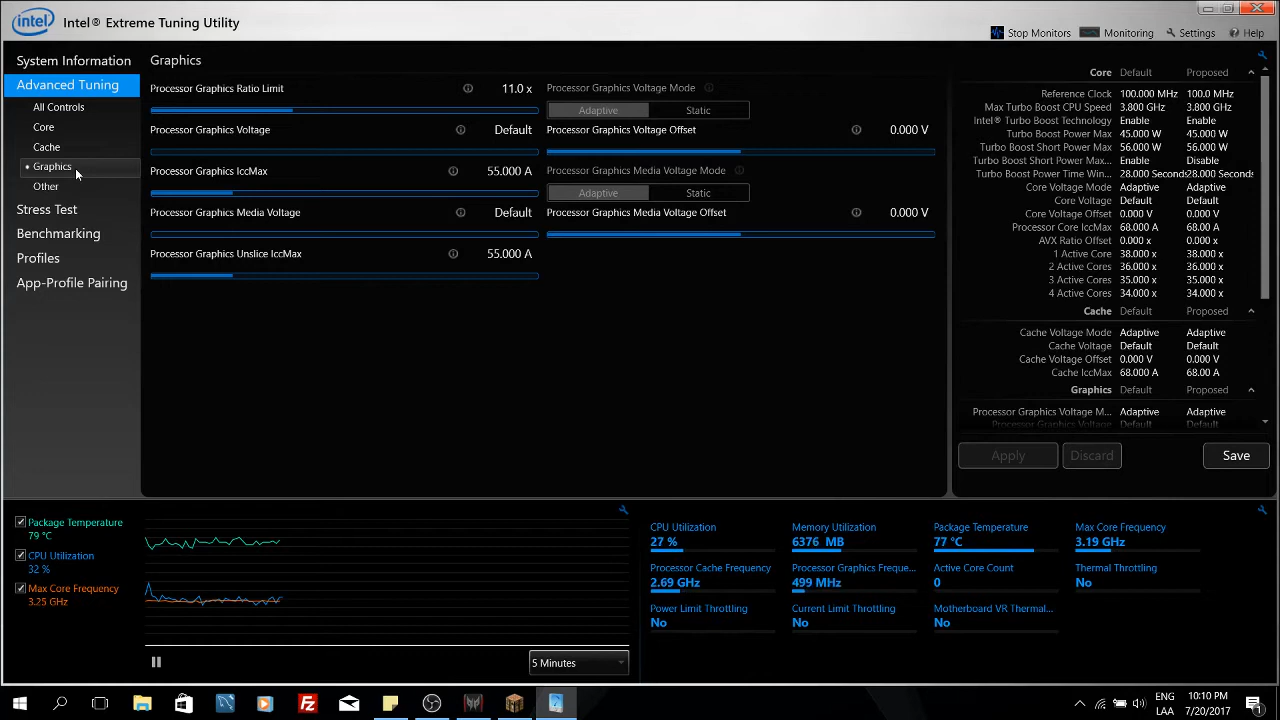 intel
Intel® Extreme Tuning Utility
Stop Monitors Monitoring Settings Help
System Information
Advanced Tuning
All Controls
Core
Cache
Graphics
Other
Stress Test
Benchmarking
Profiles
App-Profile Pairing
Graphics
Processor Graphics Ratio Limit 11.0 x
Processor Graphics Voltage Mode
Adaptive Static
Processor Graphics Voltage Default
Processor Graphics Voltage Offset 0.000 V
Processor Graphics IccMax 55.000 A
Processor Graphics Media Voltage Mode
Adaptive Static
Processor Graphics Media Voltage Default
Processor Graphics Media Voltage Offset 0.000 V
Processor Graphics Unslice IccMax 55.000 A
Core Default Proposed
Reference Clock 100.000 MHz 100.0 MHz
Max Turbo Boost CPU Speed 3.800 GHz 3.800 GHz
Intel® Turbo Boost Technology Enable Enable
Turbo Boost Power Max 45.000 W 45.000 W
Turbo Boost Short Power Max 56.000 W 56.000 W
Turbo Boost Short Power Max... Enable Disable
Turbo Boost Power Time Win... 28.000 Seconds 28.000 Seconds
Core Voltage Mode Adaptive Adaptive
Core Voltage Default Default
Core Voltage Offset 0.000 V 0.000 V
Processor Core IccMax 68.000 A 68.00 A
AVX Ratio Offset 0.000 x 0.000 x
1 Active Core 38.000 x 38.000 x
2 Active Cores 36.000 x 36.000 x
3 Active Cores 35.000 x 35.000 x
4 Active Cores 34.000 x 34.000 x
Cache Default Proposed
Cache Voltage Mode Adaptive Adaptive
Cache Voltage Default Default
Cache Voltage Offset 0.000 V 0.000 V
Cache IccMax 68.000 A 68.00 A
Graphics Default Proposed
Processor Graphics Voltage M... Adaptive Adaptive
Processor Graphics Voltage Default Default
Apply Discard Save
Package Temperature
79 °C
CPU Utilization
32 %
Max Core Frequency
3.25 GHz
5 Minutes
CPU Utilization Memory Utilization Package Temperature Max Core Frequency
27 % 6376 MB 77 °C 3.19 GHz
Processor Cache Frequency Processor Graphics Freque... Active Core Count Thermal Throttling
2.69 GHz 499 MHz 0 No
Power Limit Throttling Current Limit Throttling Motherboard VR Thermal...
No No No
ENG 10:10 PM
LAA 7/20/2017
1